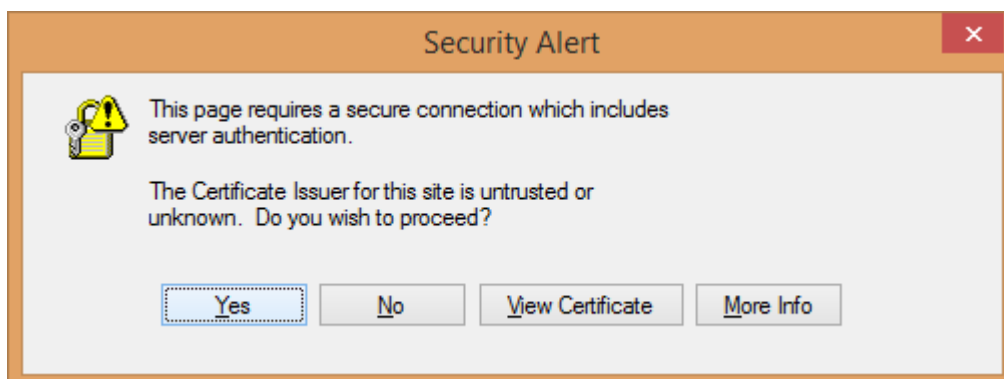 Security Alert
This page requires a secure connection which includes
server authentication.
The Certificate Issuer for this site is untrusted or
unknown.  Do you wish to proceed?
Yes No View Certificate More Info